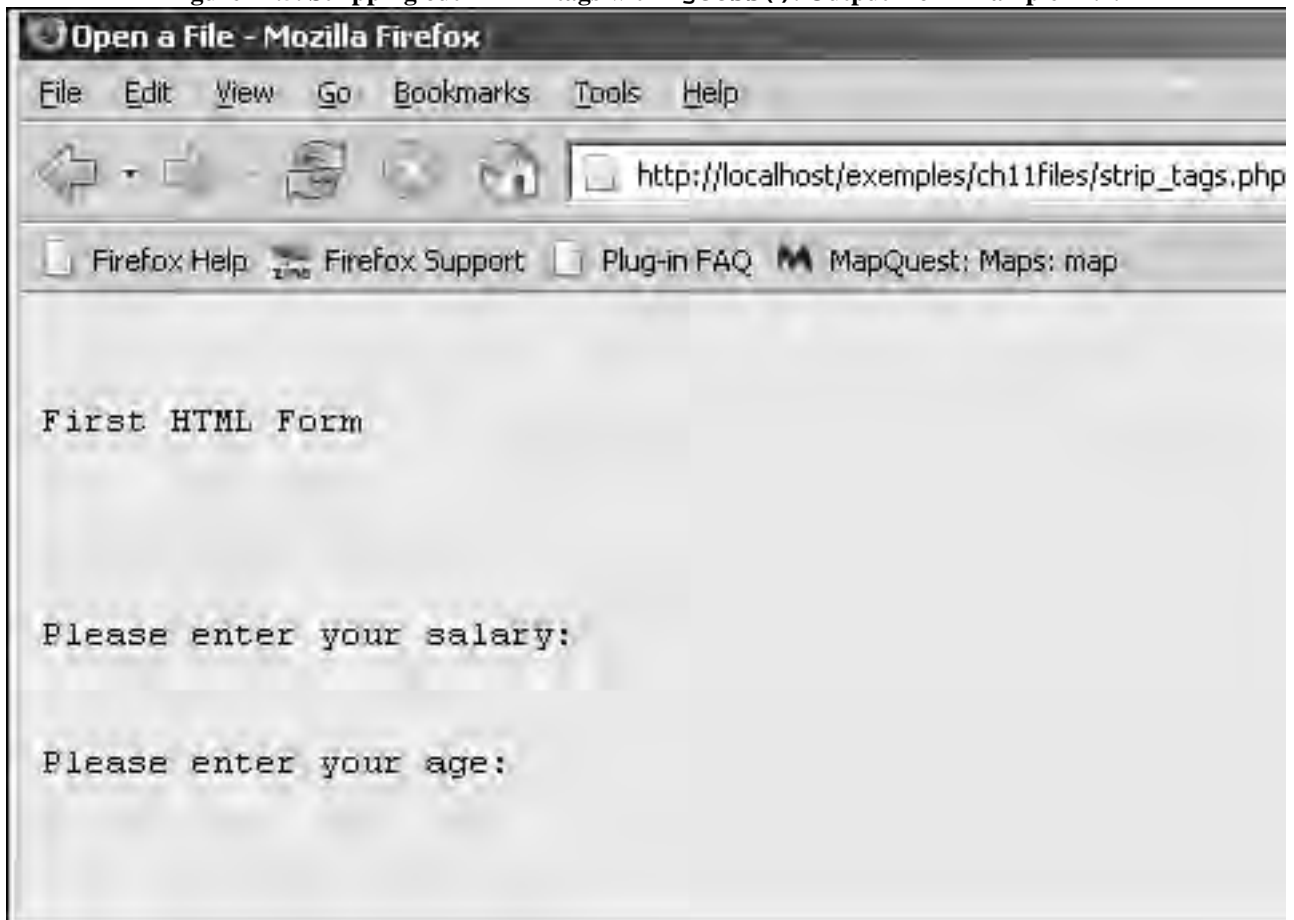 Open a File - Mozilla Firefox
File Edit View Go Bookmarks Tools Help
http://localhost/exemples/ch11files/strip_tags.php
Firefox Help Firefox Support Plug-in FAQ MapQuest: Maps: map
First HTML Form
Please enter your salary:
Please enter your age: